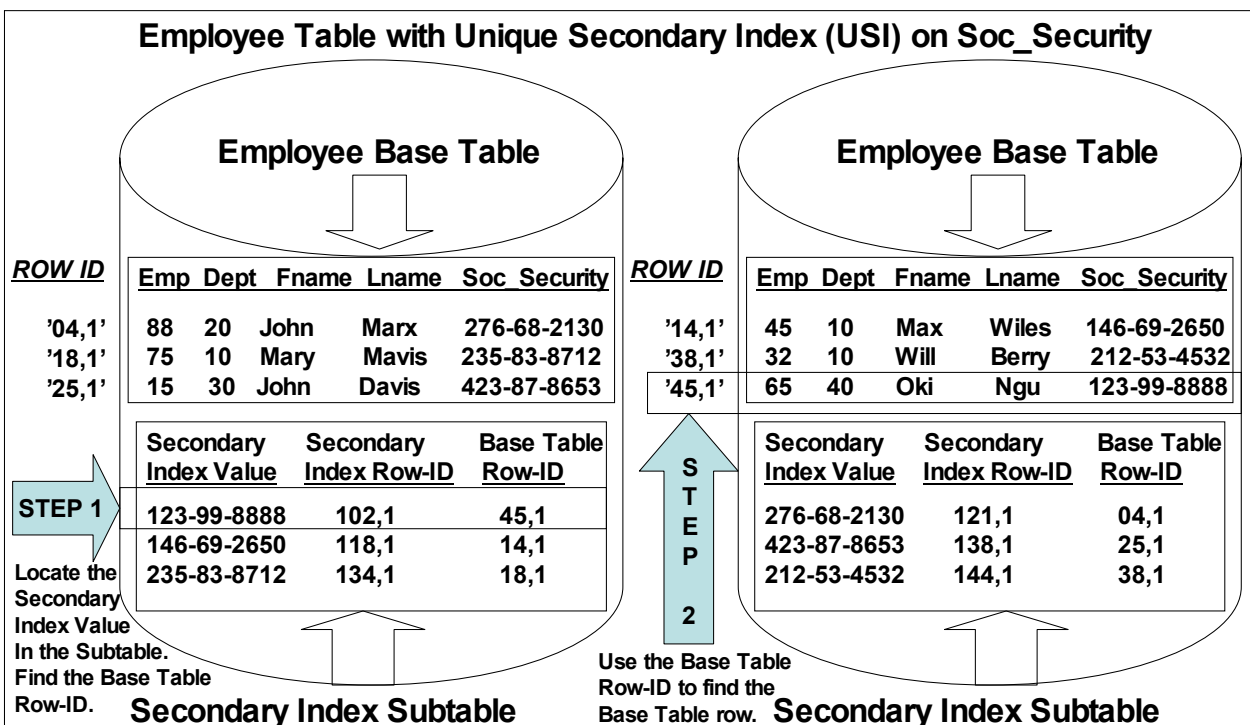 Employee Table with Unique Secondary Index (USI) on Soc_Security
Employee Base Table
ROW ID
Emp Dept Fname Lname Soc_Security
'04,1' 88 20 John Marx 276-68-2130
'18,1' 75 10 Mary Mavis 235-83-8712
'25,1' 15 30 John Davis 423-87-8653
Secondary Secondary Base Table
Index Value Index Row-ID Row-ID
123-99-8888 102,1 45,1
146-69-2650 118,1 14,1
235-83-8712 134,1 18,1
STEP 1
Locate the
Secondary
Index Value
In the Subtable.
Find the Base Table
Row-ID.
Secondary Index Subtable
Employee Base Table
ROW ID
Emp Dept Fname Lname Soc_Security
'14,1' 45 10 Max Wiles 146-69-2650
'38,1' 32 10 Will Berry 212-53-4532
'45,1' 65 40 Oki Ngu 123-99-8888
Secondary Secondary Base Table
Index Value Index Row-ID Row-ID
276-68-2130 121,1 04,1
423-87-8653 138,1 25,1
212-53-4532 144,1 38,1
STEP 2
Use the Base Table
Row-ID to find the
Base Table row.
Secondary Index Subtable